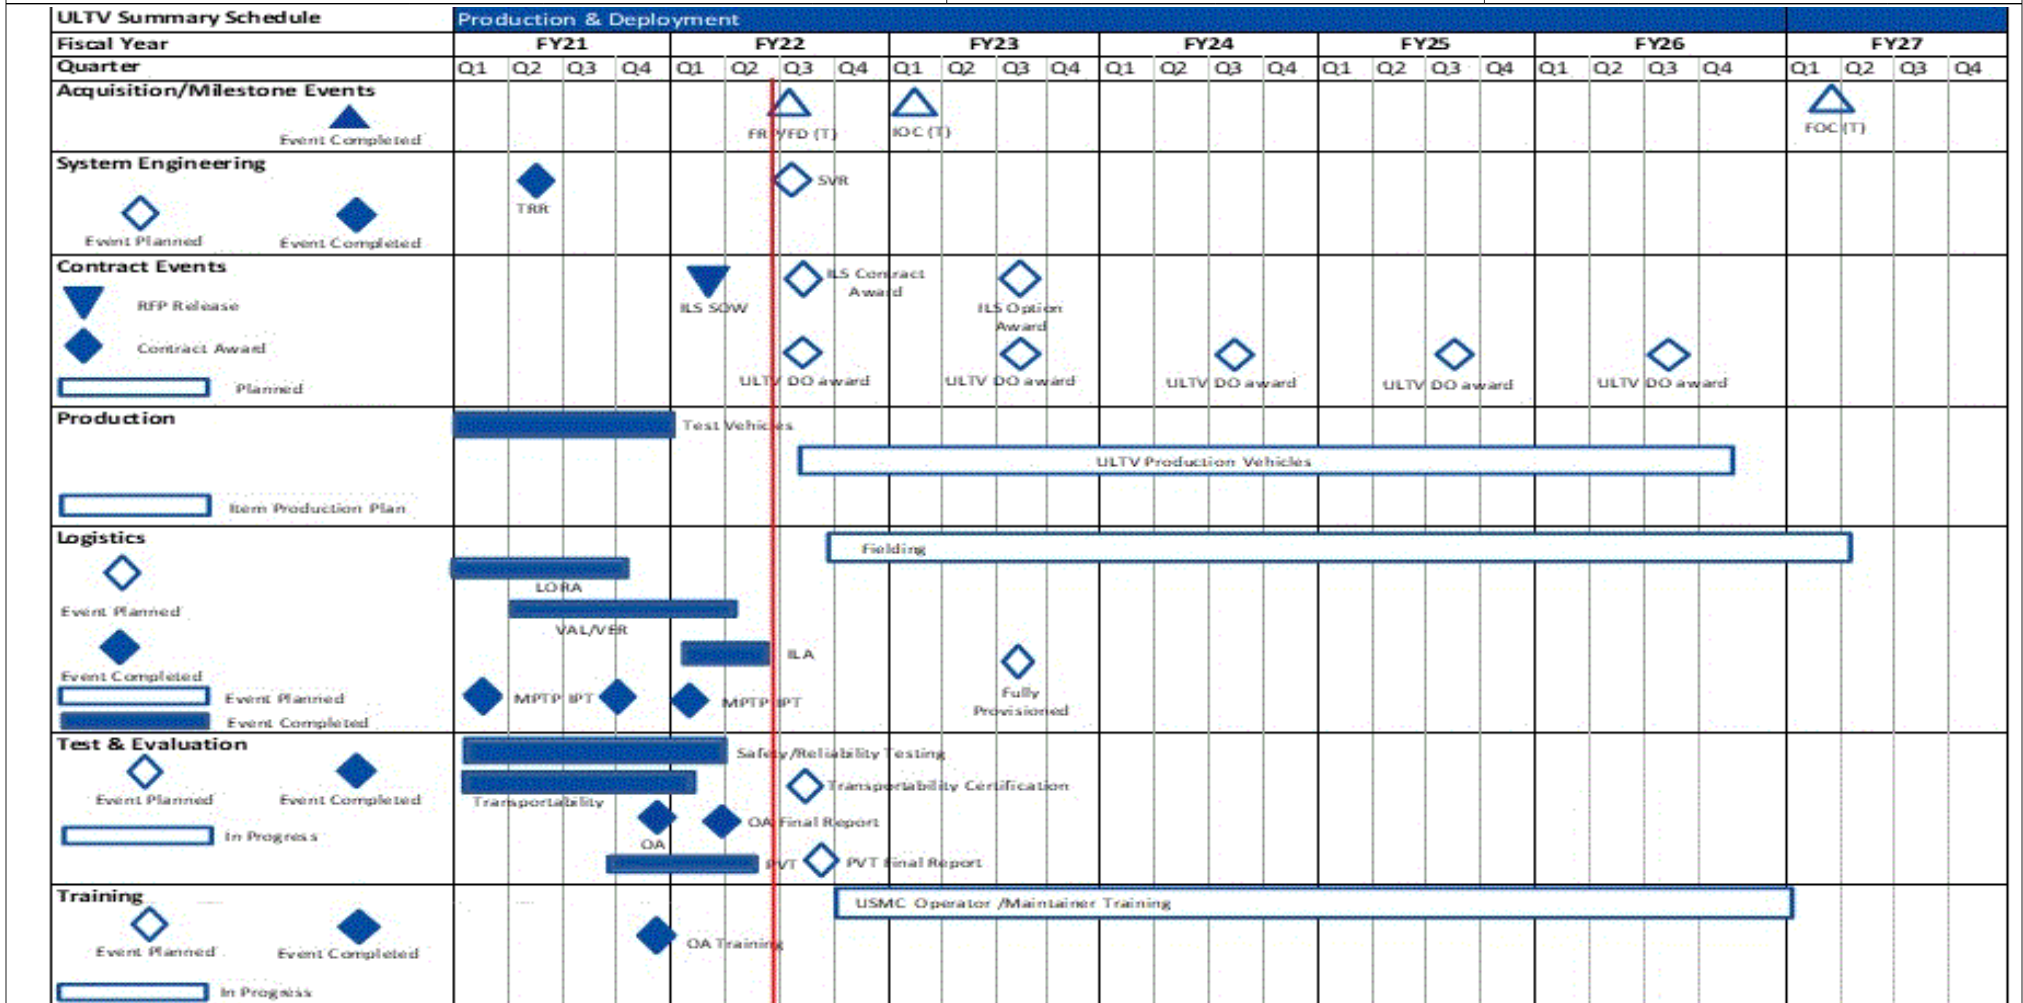 ULTV Summary Schedule Production & Deployment
Fiscal Year FY21 FY22 FY23 FY24 FY25 FY26 FY27
Quarter Q1 Q2 Q3 Q4 Q1 Q2 Q3 Q4 Q1 Q2 Q3 Q4 Q1 Q2 Q3 Q4 Q1 Q2 Q3 Q4 Q1 Q2 Q3 Q4 Q1 Q2 Q3 Q4
Acquisition/Milestone Events
Event Completed
(T) IOC (T) FOC (T)
System Engineering
TRR SVR
Event Planned Event Completed
Contract Events
RFP Release
ILS SOW
ILS Contract
Award
ILS Option
Award
Contract Award
ULTV DO award ULTV DO award ULTV DO award ULTV DO award ULTV DO award
Planned
Production
Test Vehicles
ULTV Production Vehicles
Item Production Plan
Logistics
Fielding
LORA
Event Planned
VAL/VER
ILA
Event Completed
Fully
Provisioned
Event Planned
MPTP IPT MPTP IPT
Event Completed
Test & Evaluation
Safety/Reliability Testing
Transportability Certification
Event Planned Event Completed
Transportability
OA Final Report
In Progress
OA
PVT PVT Final Report
Training
USMC Operator /Maintainer Training
OA Training
Event Planned Event Completed
In Progress